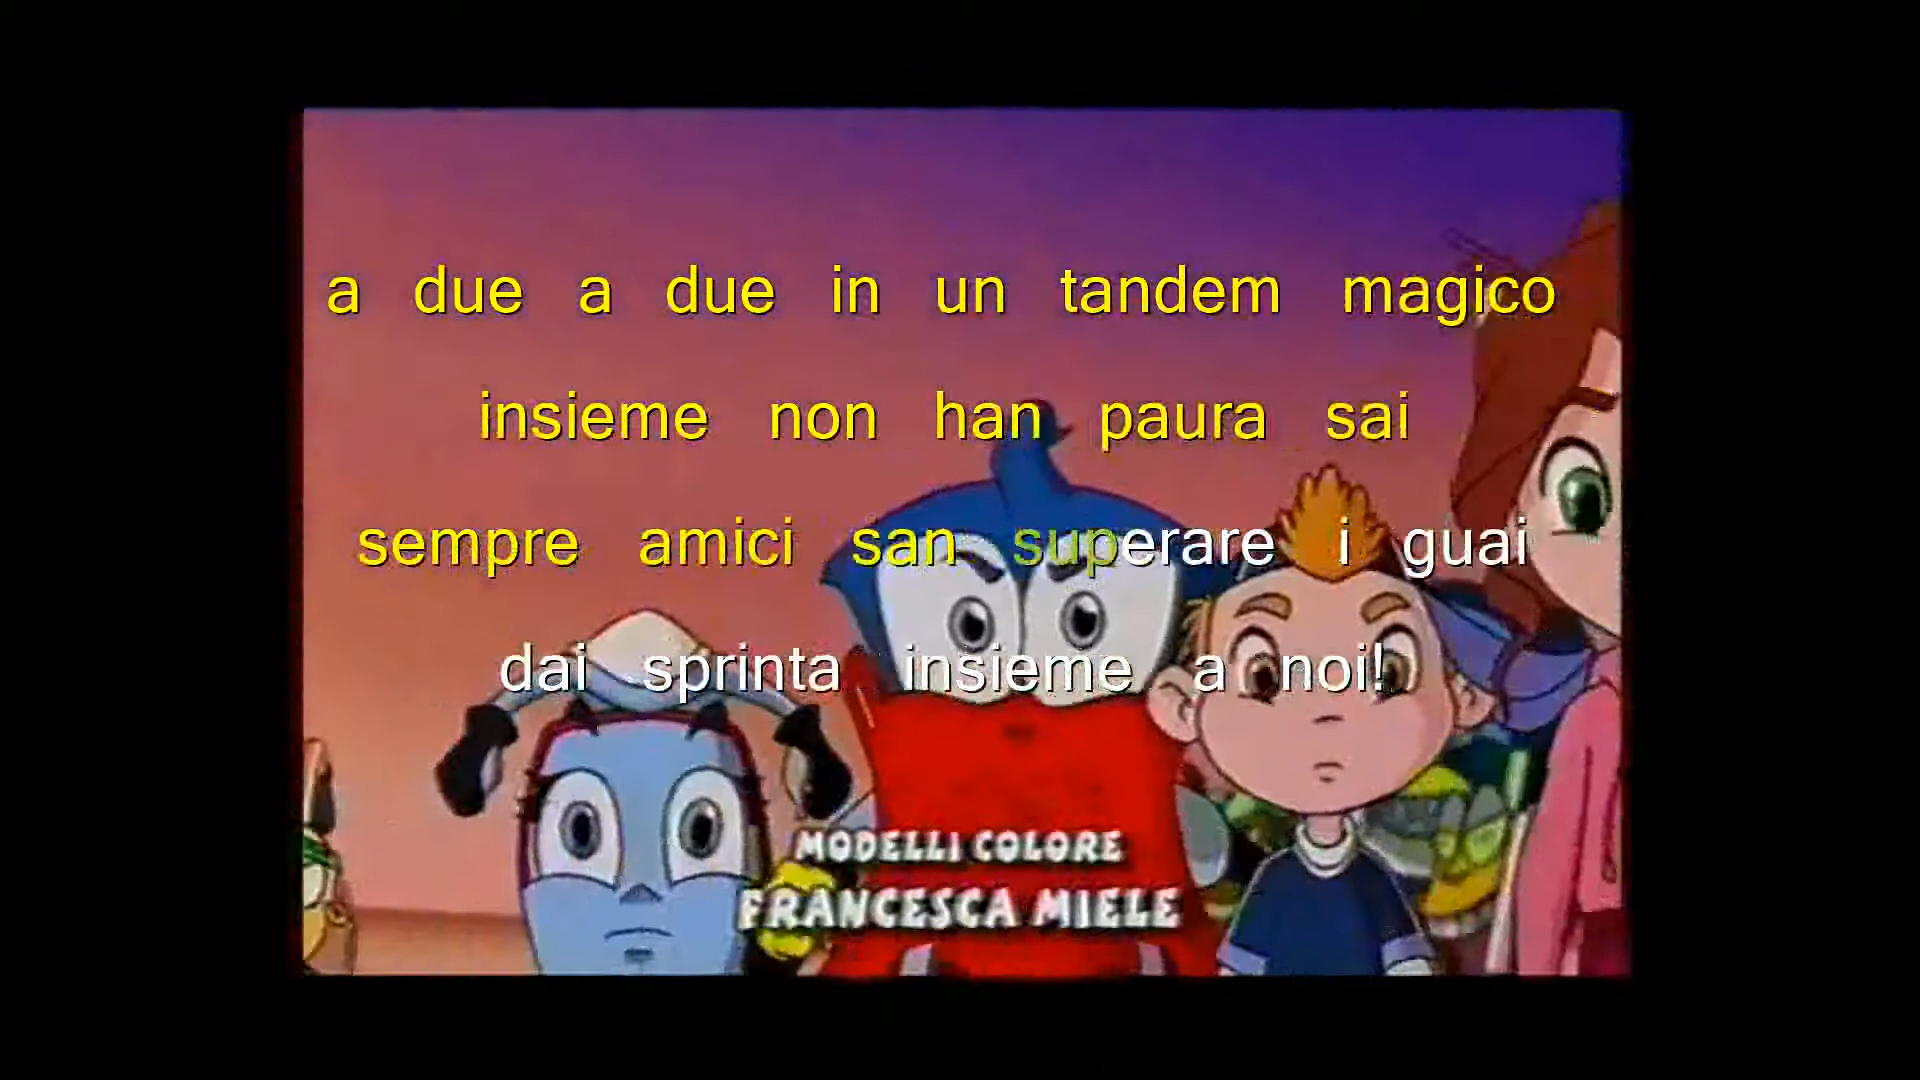 a due a due in un tandem magico
insieme non han paura sai
sempre amici san superare i guai
dai sprinta insieme a noi!
MODELLI COLORE
FRANCESCA MIELE